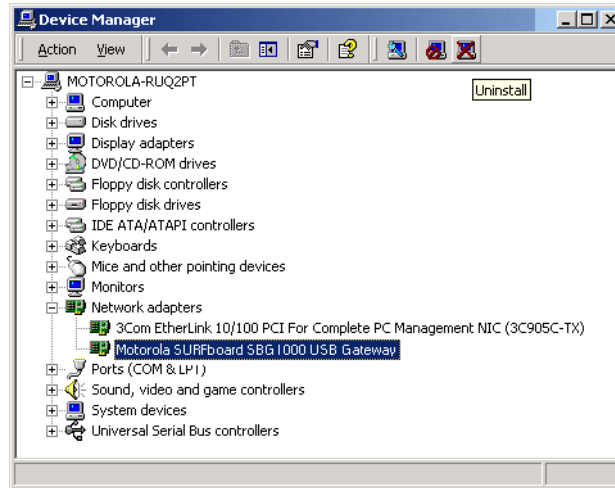 Device Manager
Action View
Uninstall
MOTOROLA-RUQ2PT
Computer
Disk drives
Display adapters
DVD/CD-ROM drives
Floppy disk controllers
Floppy disk drives
IDE ATA/ATAPI controllers
Keyboards
Mice and other pointing devices
Monitors
Network adapters
3Com EtherLink 10/100 PCI For Complete PC Management NIC (3C905C-TX)
Motorola SURFboard SBG1000 USB Gateway
Ports (COM & LPT)
Sound, video and game controllers
System devices
Universal Serial Bus controllers